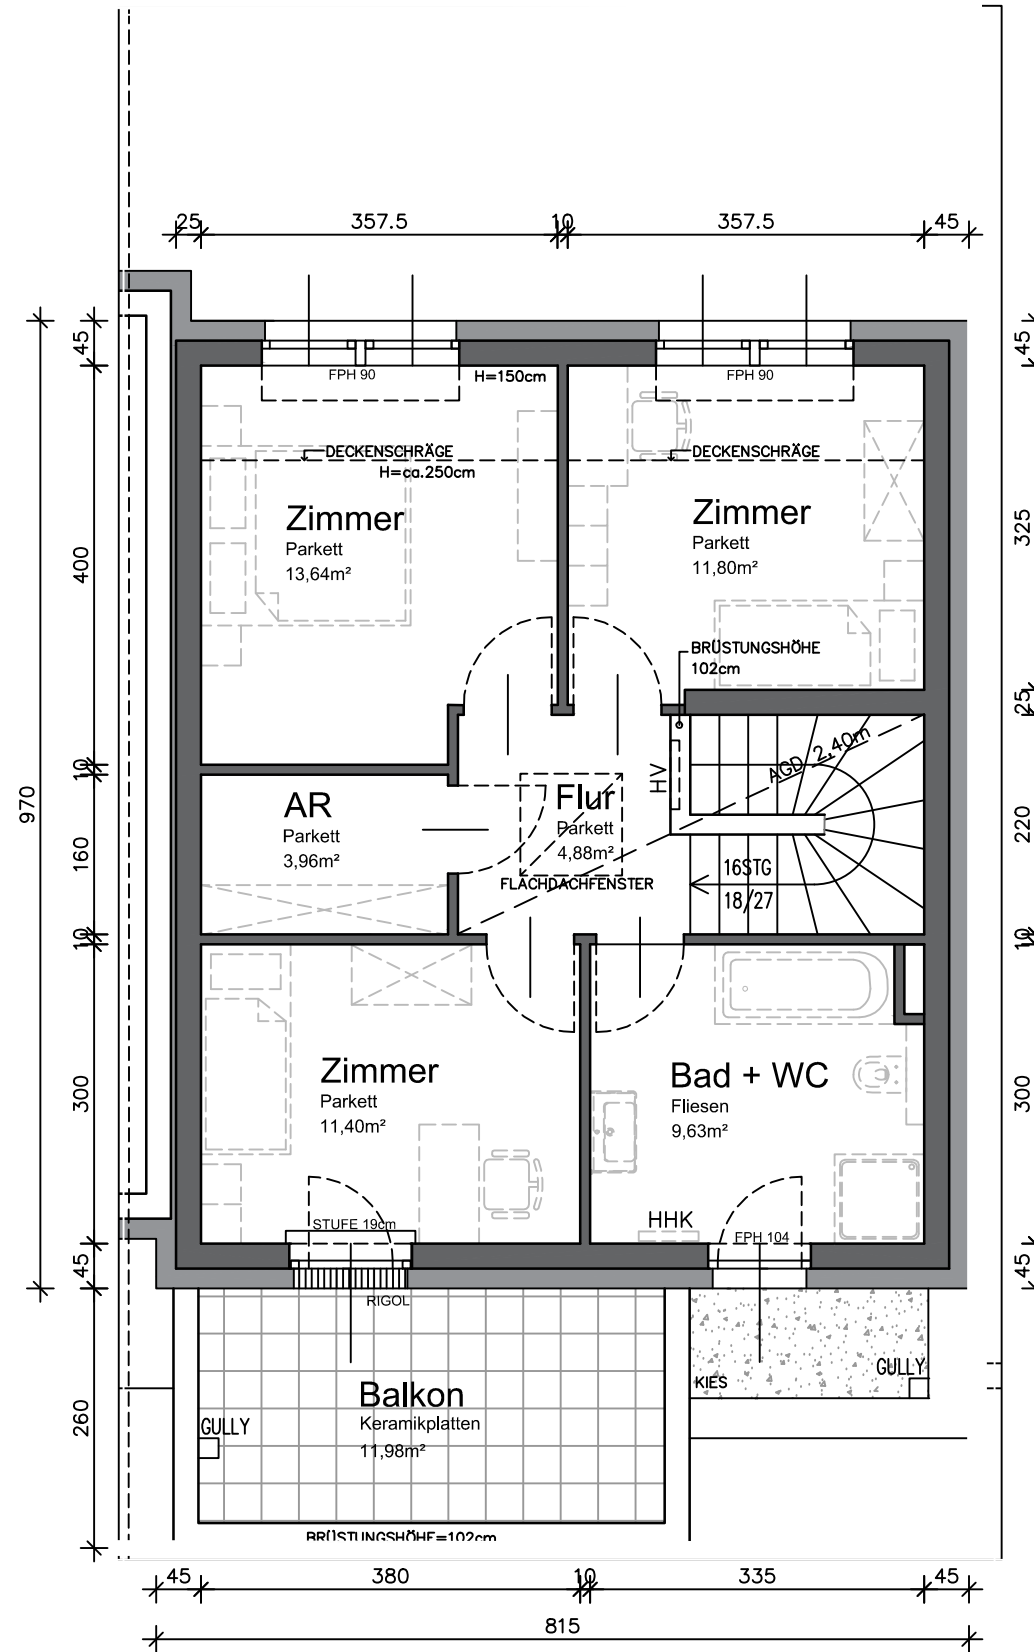 25
357.5
10
357.5
45
45
400
10
160
10
300
45
260
970
45
325
25
220
10
300
45
FPH 90
H=150cm
FPH 90
DECKENSCHRÄGE
H=ca.250cm
DECKENSCHRÄGE
Zimmer
Parkett
13,64m²
Zimmer
Parkett
11,80m²
BRÜSTUNGSHÖHE
102cm
AGD 2.40m
HV
AR
Parkett
3,96m²
Flur
Parkett
4,88m²
FLACHDACHFENSTER
16STG
18/27
Zimmer
Parkett
11,40m²
Bad + WC
Fliesen
9,63m²
STUFE 19cm
HHK
FPH 104
RIGOL
Balkon
Keramikplatten
11,98m²
GULLY
KIES
GULLY
BRÜSTUNGSHÖHE=102cm
45
380
10
335
45
815